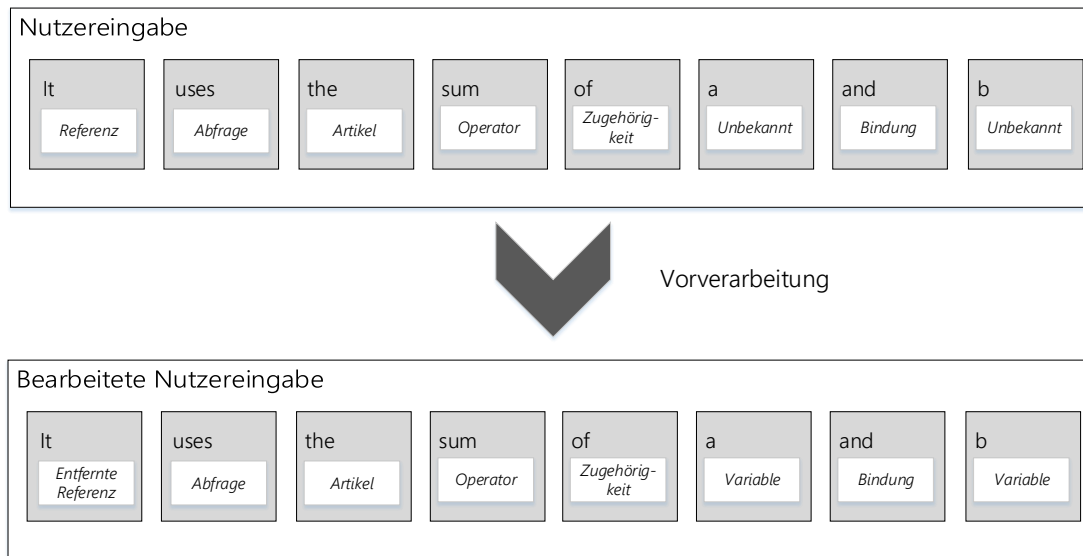 Nutzereingabe
It uses the sum of a and b
Referenz Abfrage Artikel Operator Zugehörig-
keit Unbekannt Bindung Unbekannt
Vorverarbeitung
Bearbeitete Nutzereingabe
It uses the sum of a and b
Entfernte
Referenz Abfrage Artikel Operator Zugehörig-
keit Variable Bindung Variable